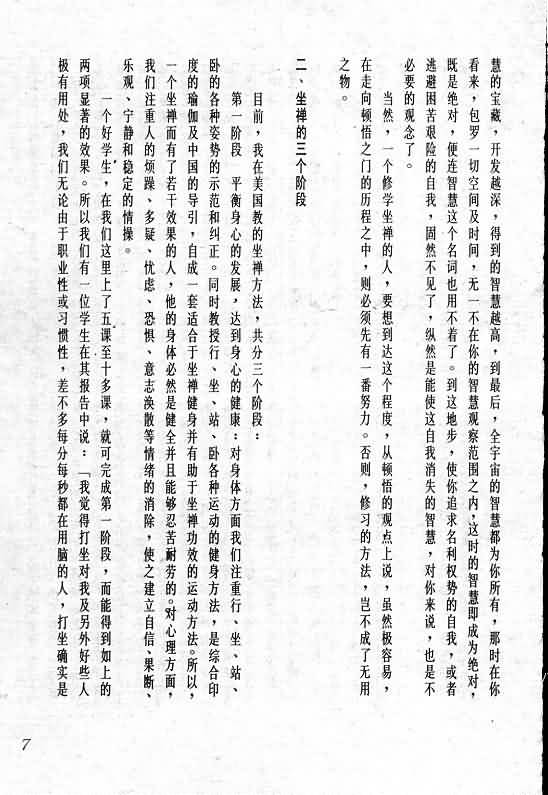 慧的宝藏，开发越深，得到的智慧越高，到最后，全宇宙的智慧都为你所有，那时在你
看来，包罗一切空间及时间，无一不在你的智慧观察范围之内，这时的智慧即成为绝对，
既是绝对，便连智慧这个名词也用不着了。到这地步，使你追求名利权势的自我，或者
逃避困苦艰险的自我，固然不见了，纵然是能使这自我消失的智慧，对你来说，也是不
必要的观念了。
当然，一个修学坐禅的人，要想到达这个程度，从顿悟的观点上说，虽然极容易，
在走向顿悟之门的历程之中，则必须先有一番努力。否则，修习的方法，岂不成了无用
之物。
二、坐禅的三个阶段
目前，我在美国教的坐禅方法，共分三个阶段：
第一阶段　平衡身心的发展，达到身心的健康：对身体方面我们注重行、坐、站、
卧的各种姿势的示范和纠正。同时教授行、坐、站、卧各种运动的健身方法，是综合印
度的瑜伽及中国的导引，自成一套适合于坐禅健身并有助于坐禅功效的运动方法。所以，
一个坐禅而有了若干效果的人，他的身体必然是健全并且能够忍苦耐劳的。对心理方面，
我们注重人的烦躁、多疑、忧虑、恐惧、意志涣散等情绪的消除，使之建立自信、果断、
乐观、宁静和稳定的情操。
一个好学生，在我们这里上了五课至十多课，就可完成第一阶段，而能得到如上的
两项显著的效果。所以我们有一位学生在其报告中说：「我觉得打坐对我及另外好些人
极有用处，我们无论由于职业性或习惯性，差不多每分每秒都在用脑的人，打坐确实是
7